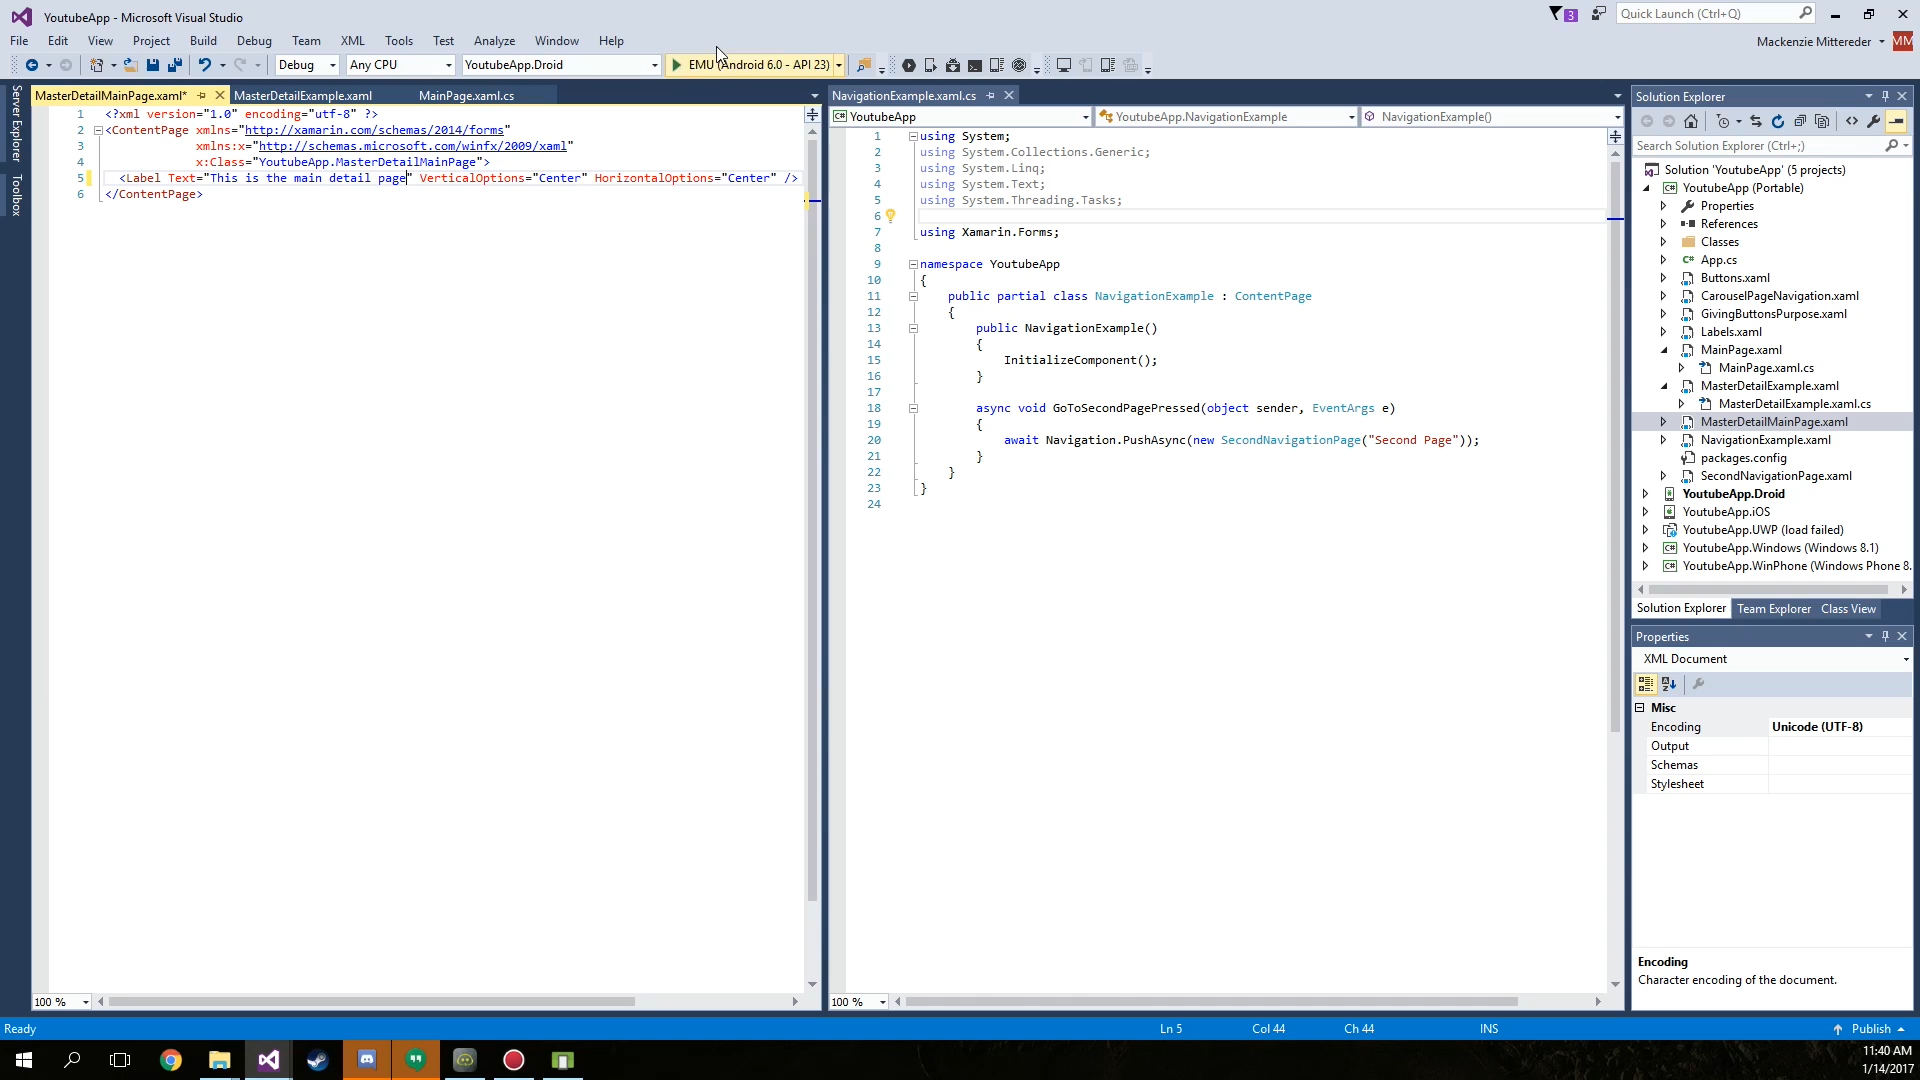 YoutubeApp - Microsoft Visual Studio
3
Quick Launch (Ctrl+Q)
File Edit View Project Build Debug Team XML Tools Test Analyze Window Help
Mackenzie Mittereder MM
Debug Any CPU YoutubeApp.Droid EMU (Android 6.0 - API 23)
Server Explorer
Toolbox
MasterDetailMainPage.xaml* MasterDetailExample.xaml MainPage.xaml.cs
1 <?xml version="1.0" encoding="utf-8" ?>
2 <ContentPage xmlns="http://xamarin.com/schemas/2014/forms"
3 xmlns:x="http://schemas.microsoft.com/winfx/2009/xaml"
4 x:Class="YoutubeApp.MasterDetailMainPage">
5 <Label Text="This is the main detail page" VerticalOptions="Center" HorizontalOptions="Center" />
6 </ContentPage>
100 %
NavigationExample.xaml.cs
YoutubeApp YoutubeApp.NavigationExample NavigationExample()
1 using System;
2 using System.Collections.Generic;
3 using System.Linq;
4 using System.Text;
5 using System.Threading.Tasks;
6
7 using Xamarin.Forms;
8
9 namespace YoutubeApp
10 {
11 public partial class NavigationExample : ContentPage
12 {
13 public NavigationExample()
14 {
15 InitializeComponent();
16 }
17
18 async void GoToSecondPagePressed(object sender, EventArgs e)
19 {
20 await Navigation.PushAsync(new SecondNavigationPage("Second Page"));
21 }
22 }
23 }
24
100 %
Solution Explorer
Search Solution Explorer (Ctrl+;)
Solution 'YoutubeApp' (5 projects)
YoutubeApp (Portable)
Properties
References
Classes
App.cs
Buttons.xaml
CarouselPageNavigation.xaml
GivingButtonsPurpose.xaml
Labels.xaml
MainPage.xaml
MainPage.xaml.cs
MasterDetailExample.xaml
MasterDetailExample.xaml.cs
MasterDetailMainPage.xaml
NavigationExample.xaml
packages.config
SecondNavigationPage.xaml
YoutubeApp.Droid
YoutubeApp.iOS
YoutubeApp.UWP (load failed)
YoutubeApp.Windows (Windows 8.1)
YoutubeApp.WinPhone (Windows Phone 8.
Solution Explorer Team Explorer Class View
Properties
XML Document
Misc
Encoding Unicode (UTF-8)
Output
Schemas
Stylesheet
Encoding
Character encoding of the document.
Ready Ln 5 Col 44 Ch 44 INS Publish
11:40 AM
1/14/2017